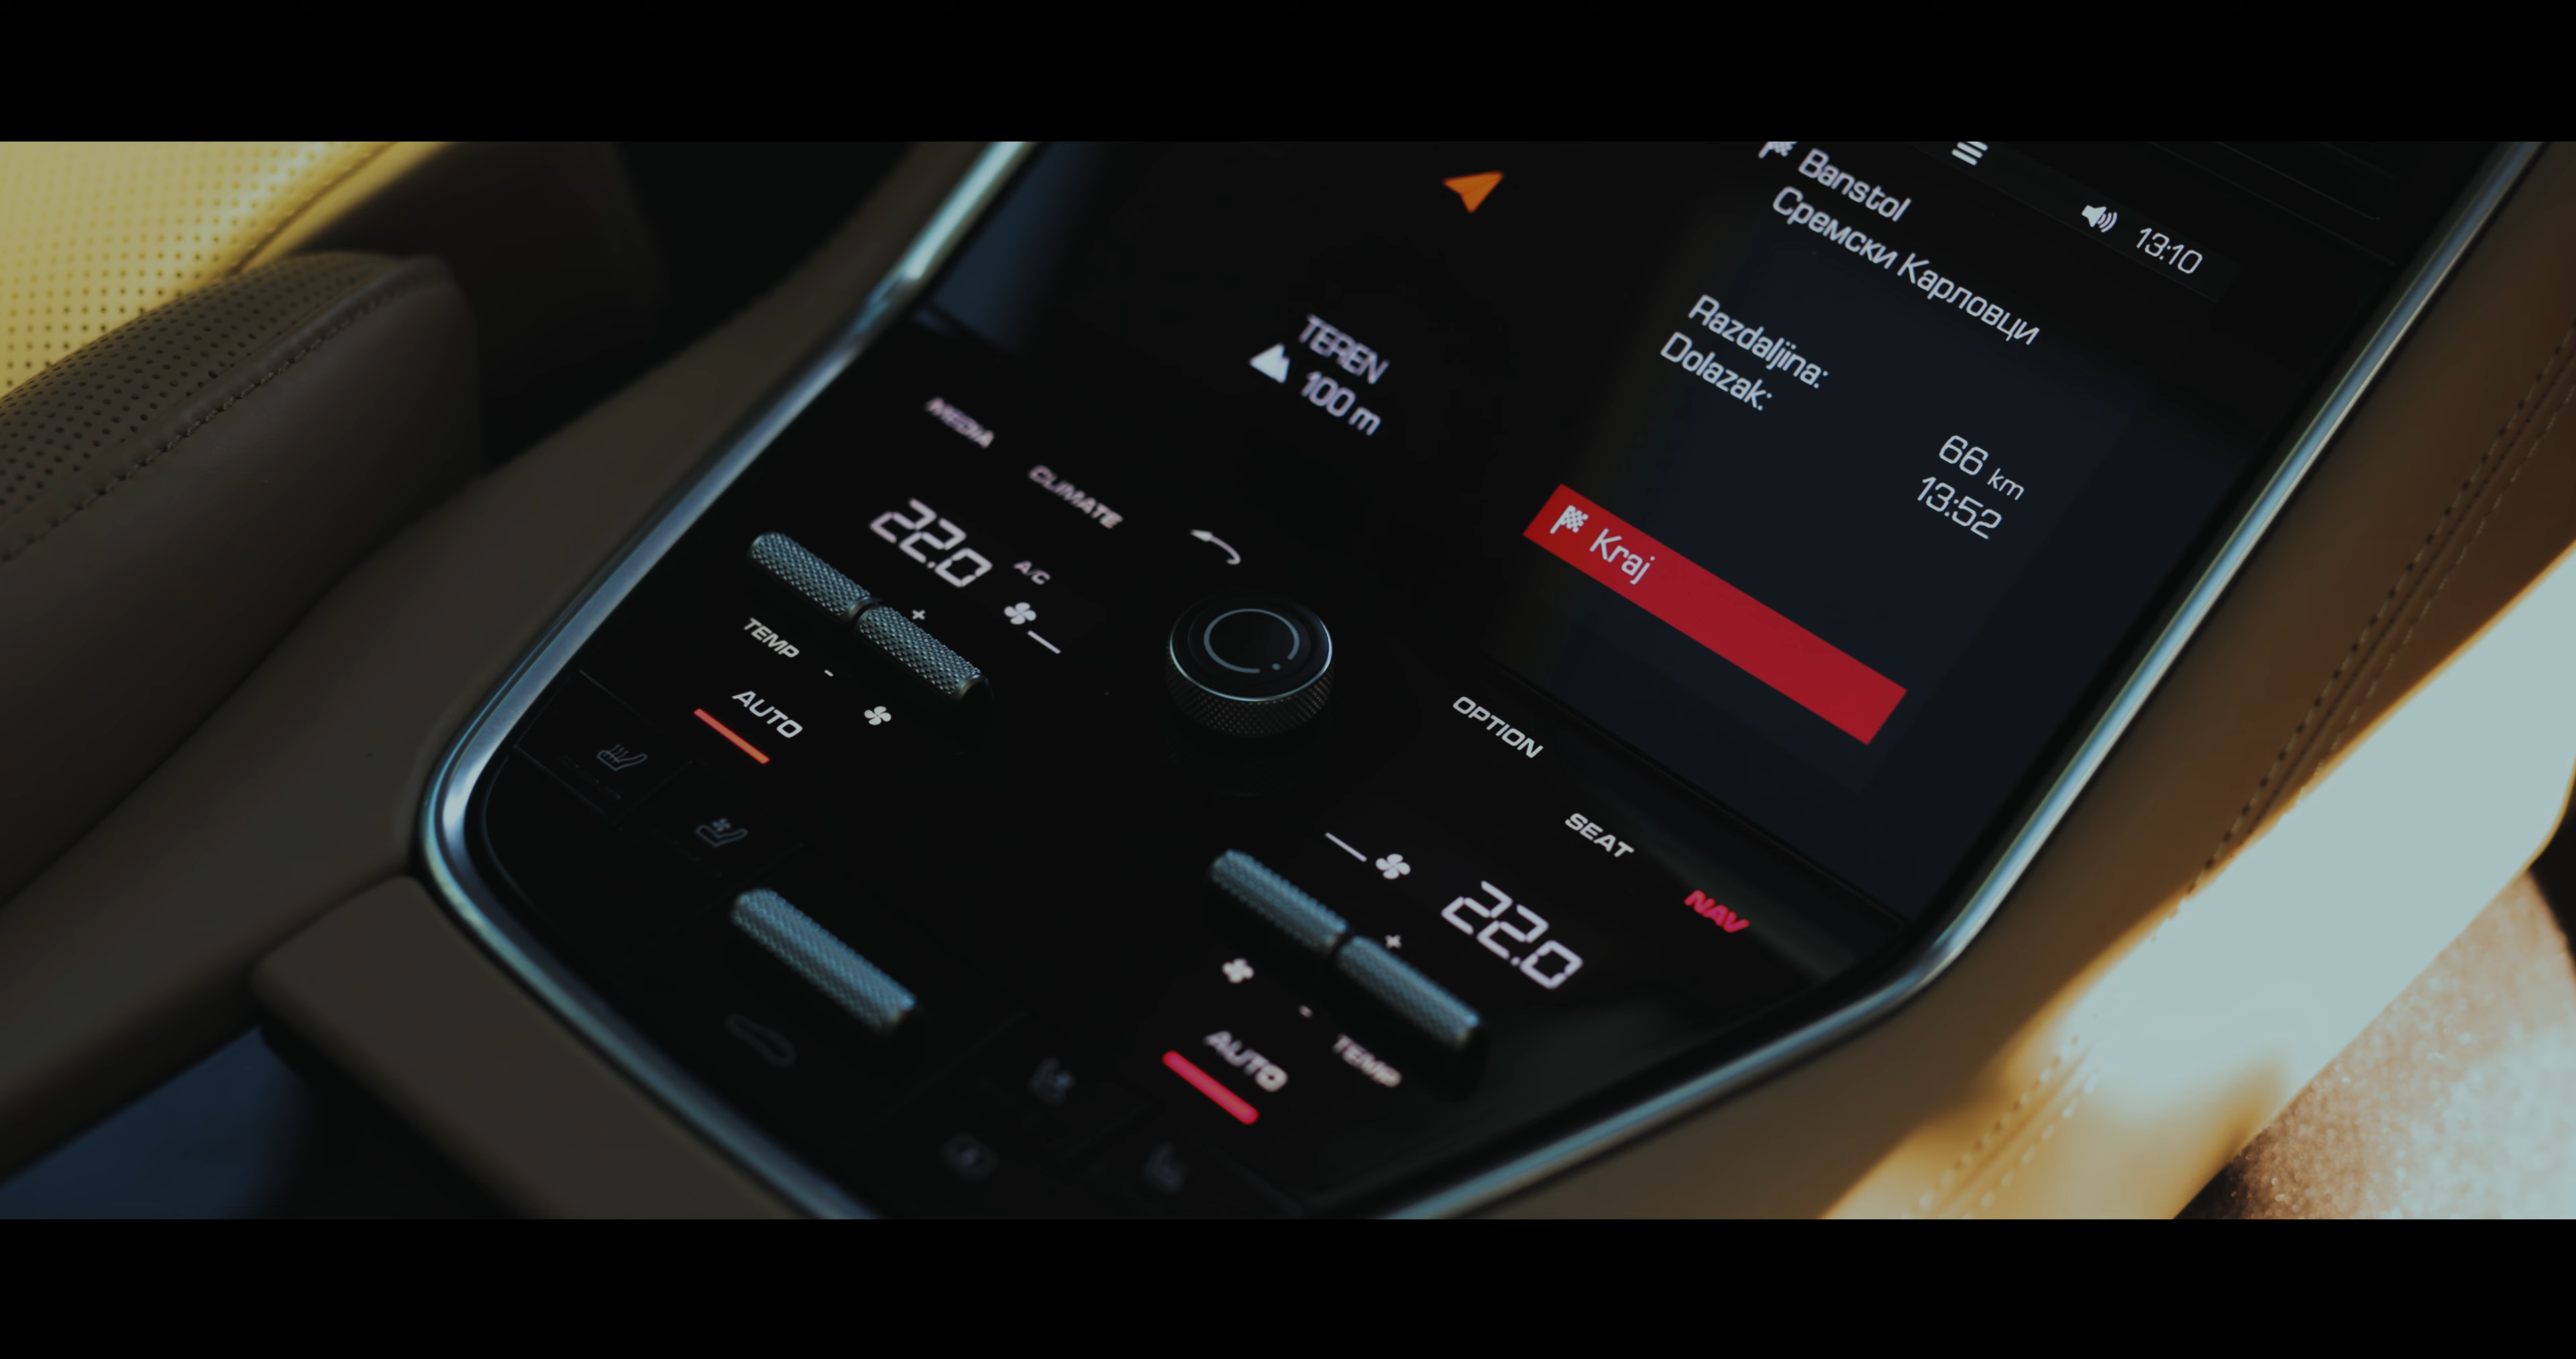 Banstol
Сремски Карловци
13:10
Razdaljina:
Dolazak:
66 km
13:52
Kraj
TEREN
100 m
MEDIA
CLIMATE
22.0
A/C
+
TEMP
-
AUTO
OPTION
SEAT
NAV
22.0
+
-
TEMP
AUTO